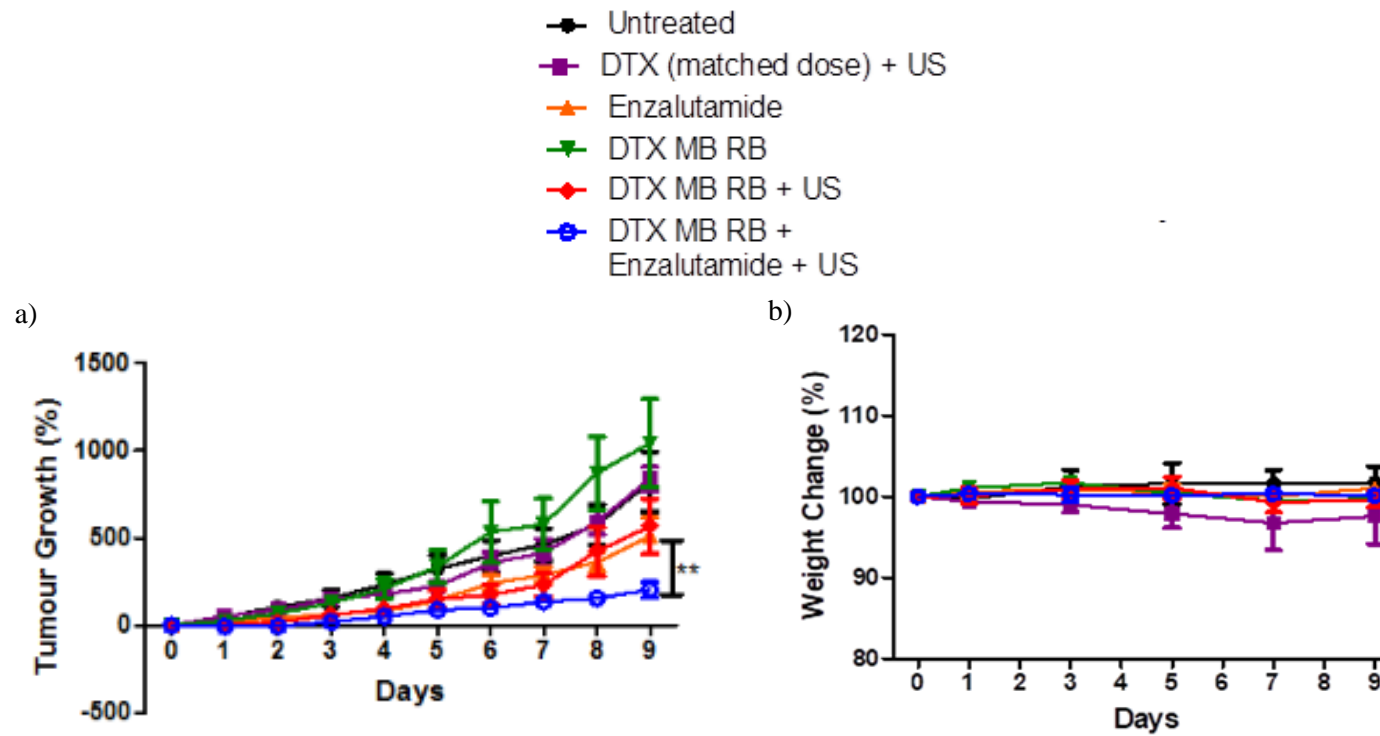 Untreated
DTX (matched dose) + US
Enzalutamide
DTX MB RB
DTX MB RB + US
DTX MB RB +
Enzalutamide + US
a)
b)
1500
1000
500
0
-500
Tumour Growth (%)
**
0 1 2 3 4 5 6 7 8 9
Days
120
110
100
90
80
Weight Change (%)
0 1 2 3 4 5 6 7 8 9
Days